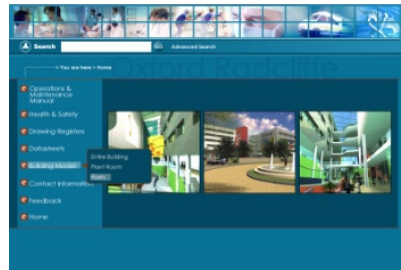 A Search GO Advanced Search
You are here > Home
Oxford Radcliffe
Operations &
Maintenance
Manual
Health & Safety
Drawing Registers
Datasheets
Building Model
Entire Building
Plant Room
Contact Information
Feedback
Home